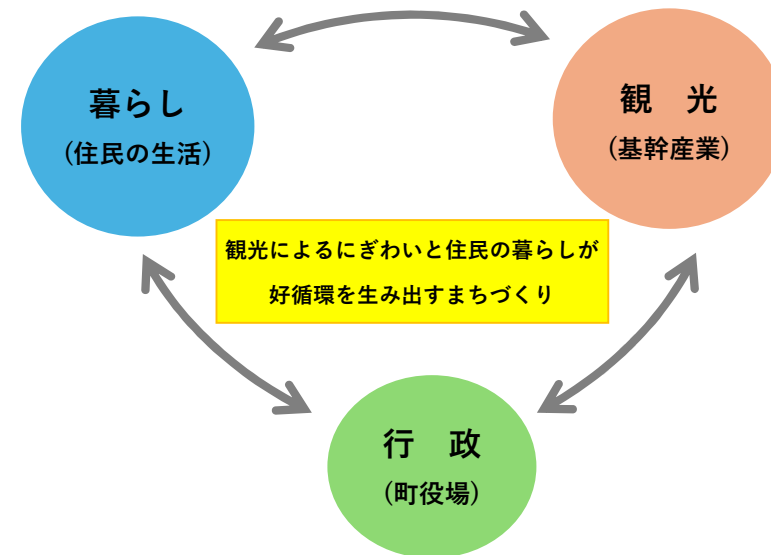 暮らし
(住民の生活)
観　光
(基幹産業)
観光によるにぎわいと住民の暮らしが
好循環を生み出すまちづくり
行　政
(町役場)